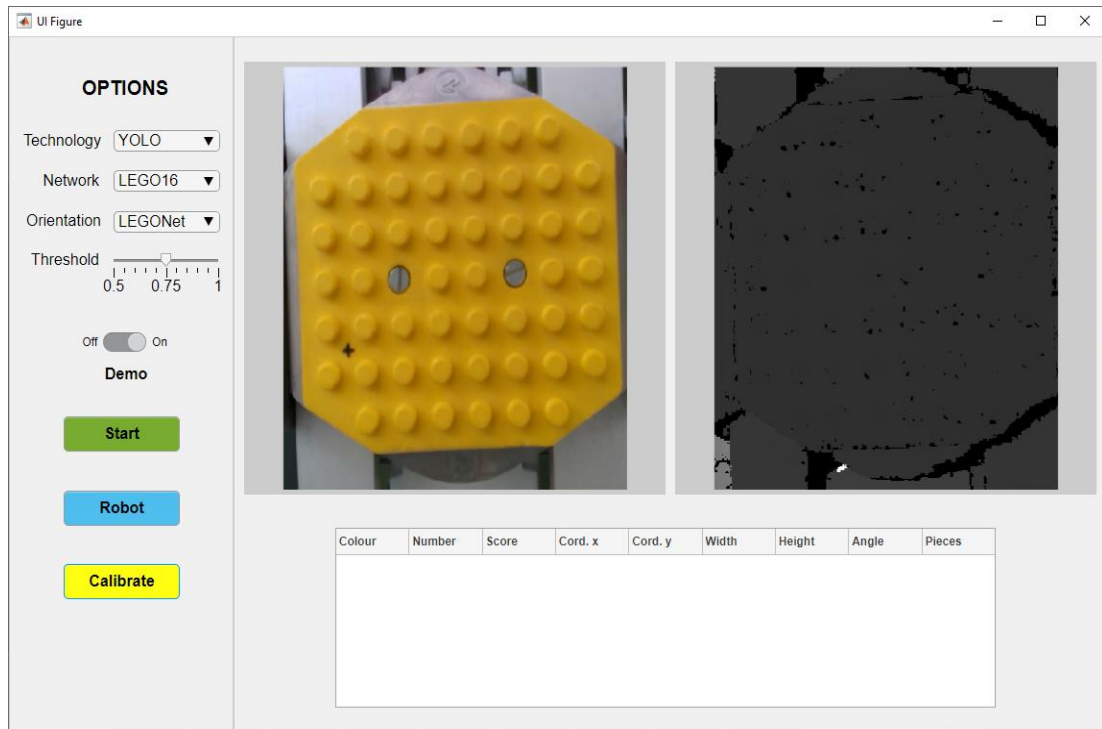 UI Figure
OPTIONS
Technology YOLO
Network LEGO16
Orientation LEGONet
Threshold
0.5 0.75 1
Off On
Demo
Start
Robot
Calibrate
Colour Number Score Cord. x Cord. y Width Height Angle Pieces